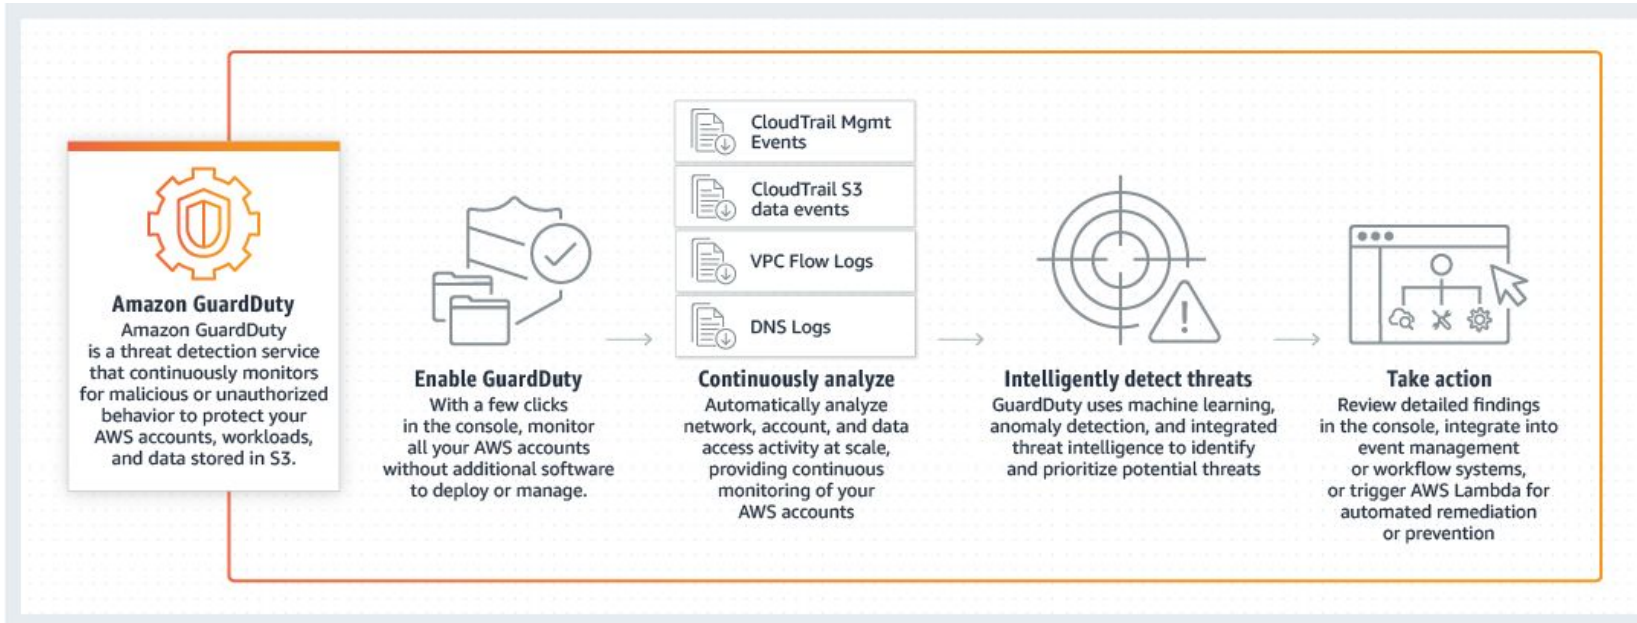 Amazon GuardDuty
Amazon GuardDuty
is a threat detection service
that continuously monitors
for malicious or unauthorized
behavior to protect your
AWS accounts, workloads,
and data stored in S3.
Enable GuardDuty
With a few clicks
in the console, monitor
all your AWS accounts
without additional software
to deploy or manage.
CloudTrail Mgmt
Events
CloudTrail S3
data events
VPC Flow Logs
DNS Logs
Continuously analyze
Automatically analyze
network, account, and data
access activity at scale,
providing continuous
monitoring of your
AWS accounts
Intelligently detect threats
GuardDuty uses machine learning,
anomaly detection, and integrated
threat intelligence to identify
and prioritize potential threats
Take action
Review detailed findings
in the console, integrate into
event management
or workflow systems,
or trigger AWS Lambda for
automated remediation
or prevention